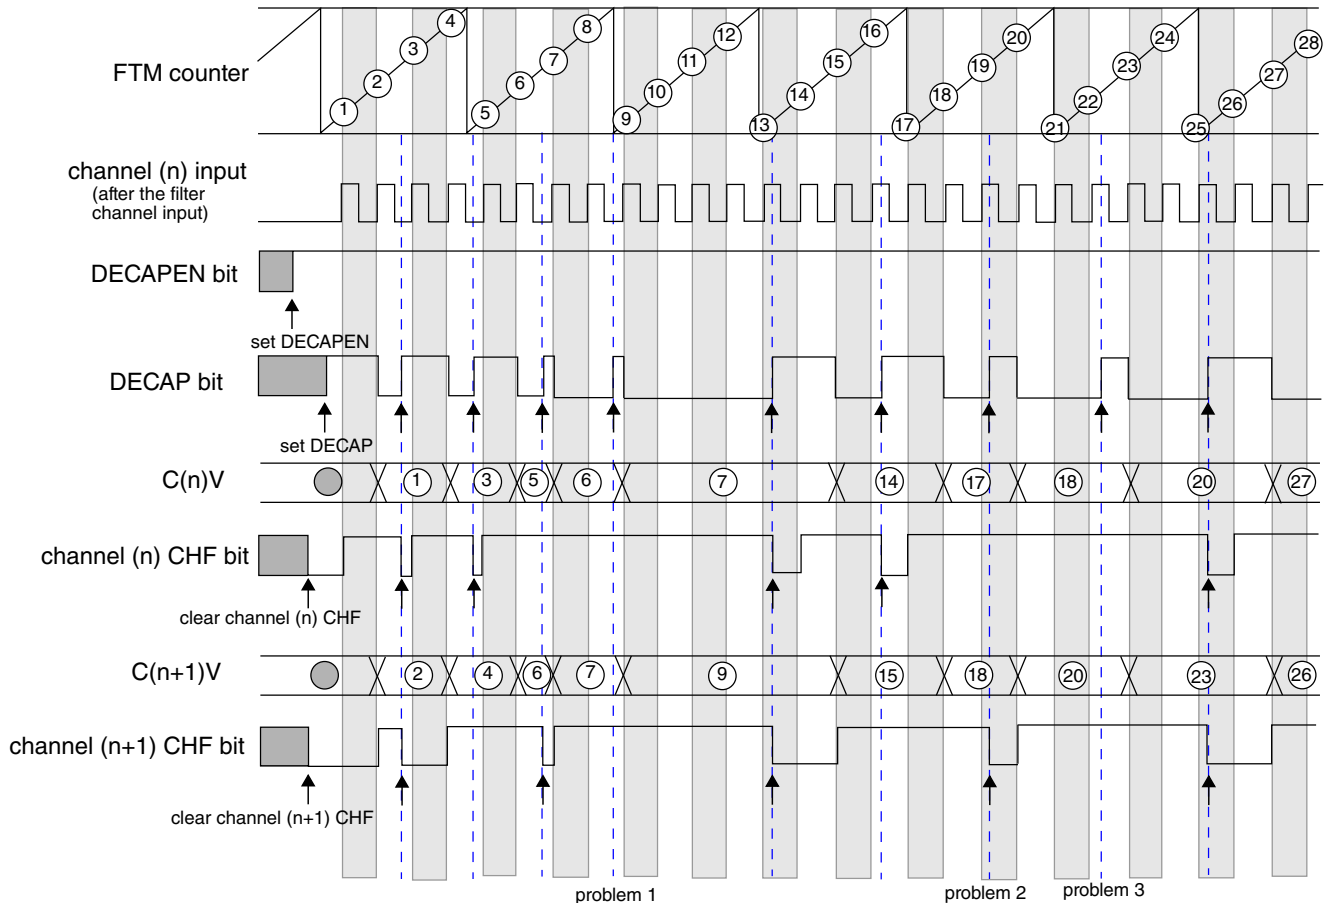 4 8 12 16 20 24 28
3 7 11 15 19 23 27
FTM counter
2 6 10 14 18 22 26
1 5 9 13 17 21 25
channel (n) input
(after the filter
channel input)
DECAPEN bit
set DECAPEN
DECAP bit
set DECAP
C(n)V 1 3 5 6 7 14 17 18 20 27
channel (n) CHF bit
clear channel (n) CHF
C(n+1)V 2 4 6 7 9 15 18 20 23 26
channel (n+1) CHF bit
clear channel (n+1) CHF
problem 1 problem 2 problem 3